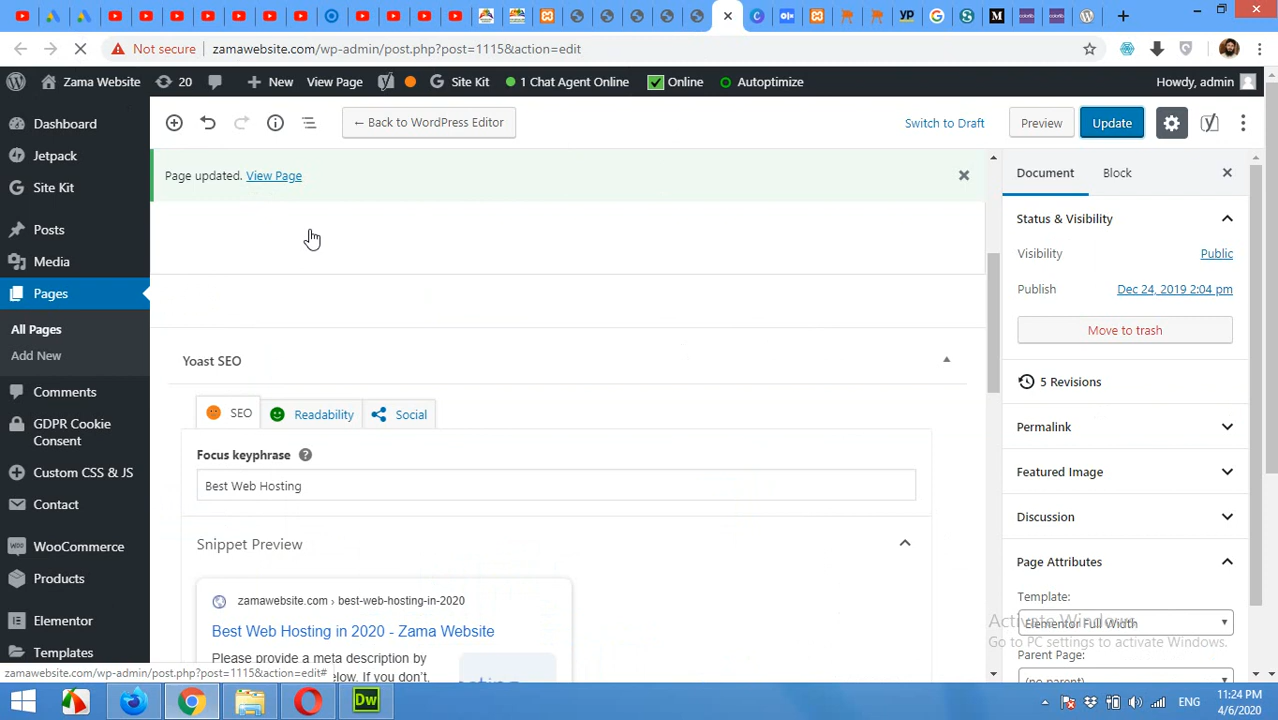 Not secure
zamawebsite.com/wp-admin/post.php?post=1115&action=edit
Zama Website
20
New
View Page
Site Kit
1 Chat Agent Online
Online
Autoptimize
Howdy, admin
Dashboard
Jetpack
Site Kit
Posts
Media
Pages
All Pages
Add New
Comments
GDPR Cookie
Consent
Custom CSS & JS
Contact
WooCommerce
Products
Elementor
Templates
← Back to WordPress Editor
Switch to Draft
Preview
Update
Page updated. View Page
Yoast SEO
SEO
Readability
Social
Focus keyphrase
Best Web Hosting
Snippet Preview
zamawebsite.com › best-web-hosting-in-2020
Best Web Hosting in 2020 - Zama Website
Please provide a meta description by
below. If you don't,
Document
Block
Status & Visibility
Visibility
Public
Publish
Dec 24, 2019 2:04 pm
Move to trash
5 Revisions
Permalink
Featured Image
Discussion
Page Attributes
Template:
Elementor Full Width
Parent Page:
(no parent)
Activate Windows
Go to PC settings to activate Windows.
zamawebsite.com/wp-admin/post.php?post=1115&action=edit#
Dw
ENG
11:24 PM
4/6/2020